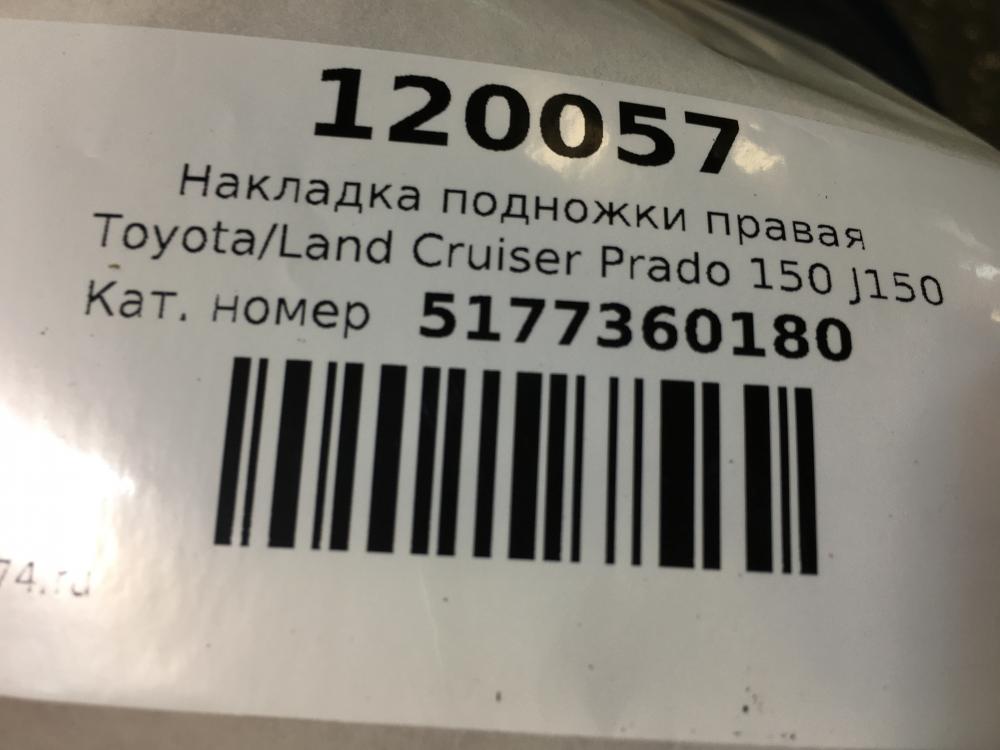 120057
Накладка подножки правая
Toyota/Land Cruiser Prado 150 J150
Кат. номер 5177360180
74.ru